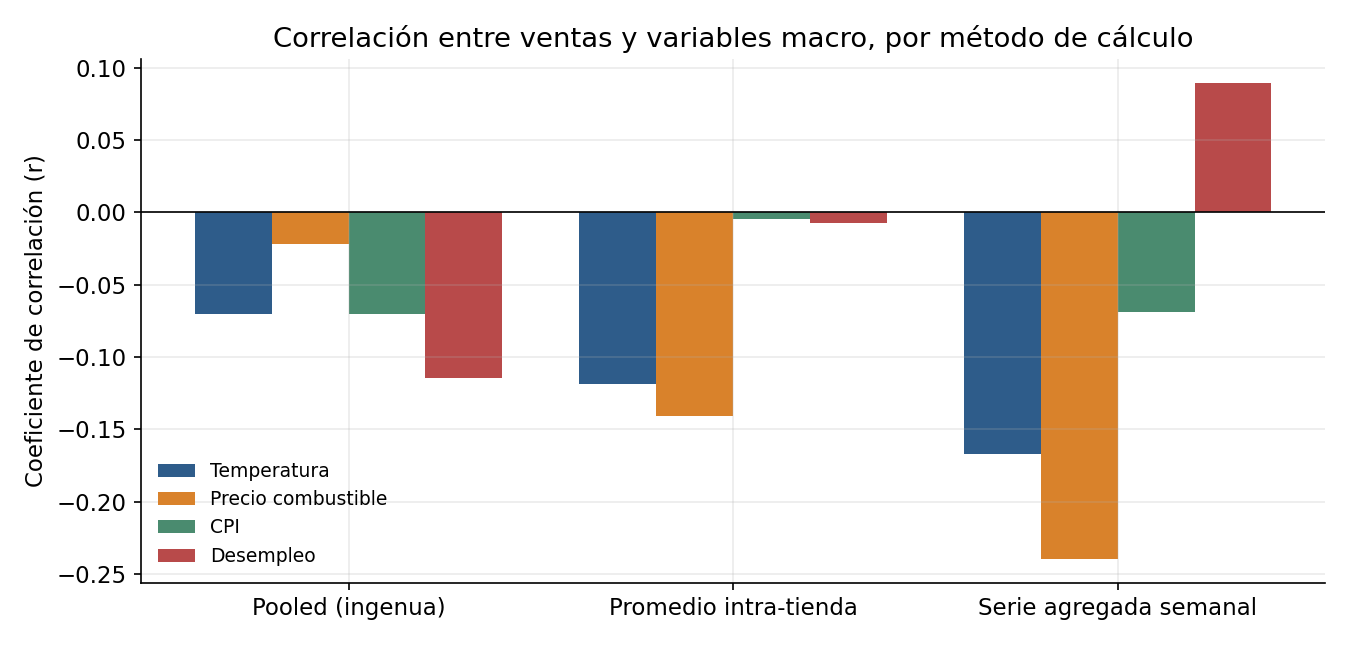 Correlación entre ventas y variables macro, por método de cálculo
Coeficiente de correlación (r)
0.10
0.05
0.00
−0.05
−0.10
−0.15
−0.20
−0.25
Temperatura
Precio combustible
CPI
Desempleo
Pooled (ingenua)
Promedio intra-tienda
Serie agregada semanal